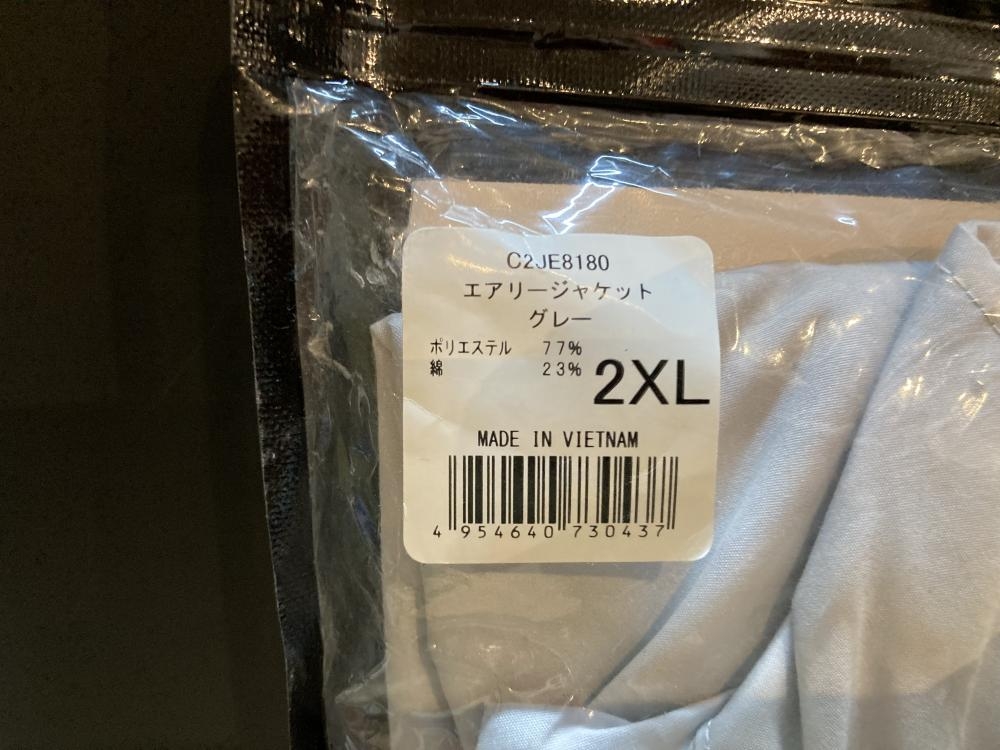 C2JE8180
エアリージャケット
グレー
ポリエステル 77%
綿 23%
2XL
MADE IN VIETNAM
4 954640 730437